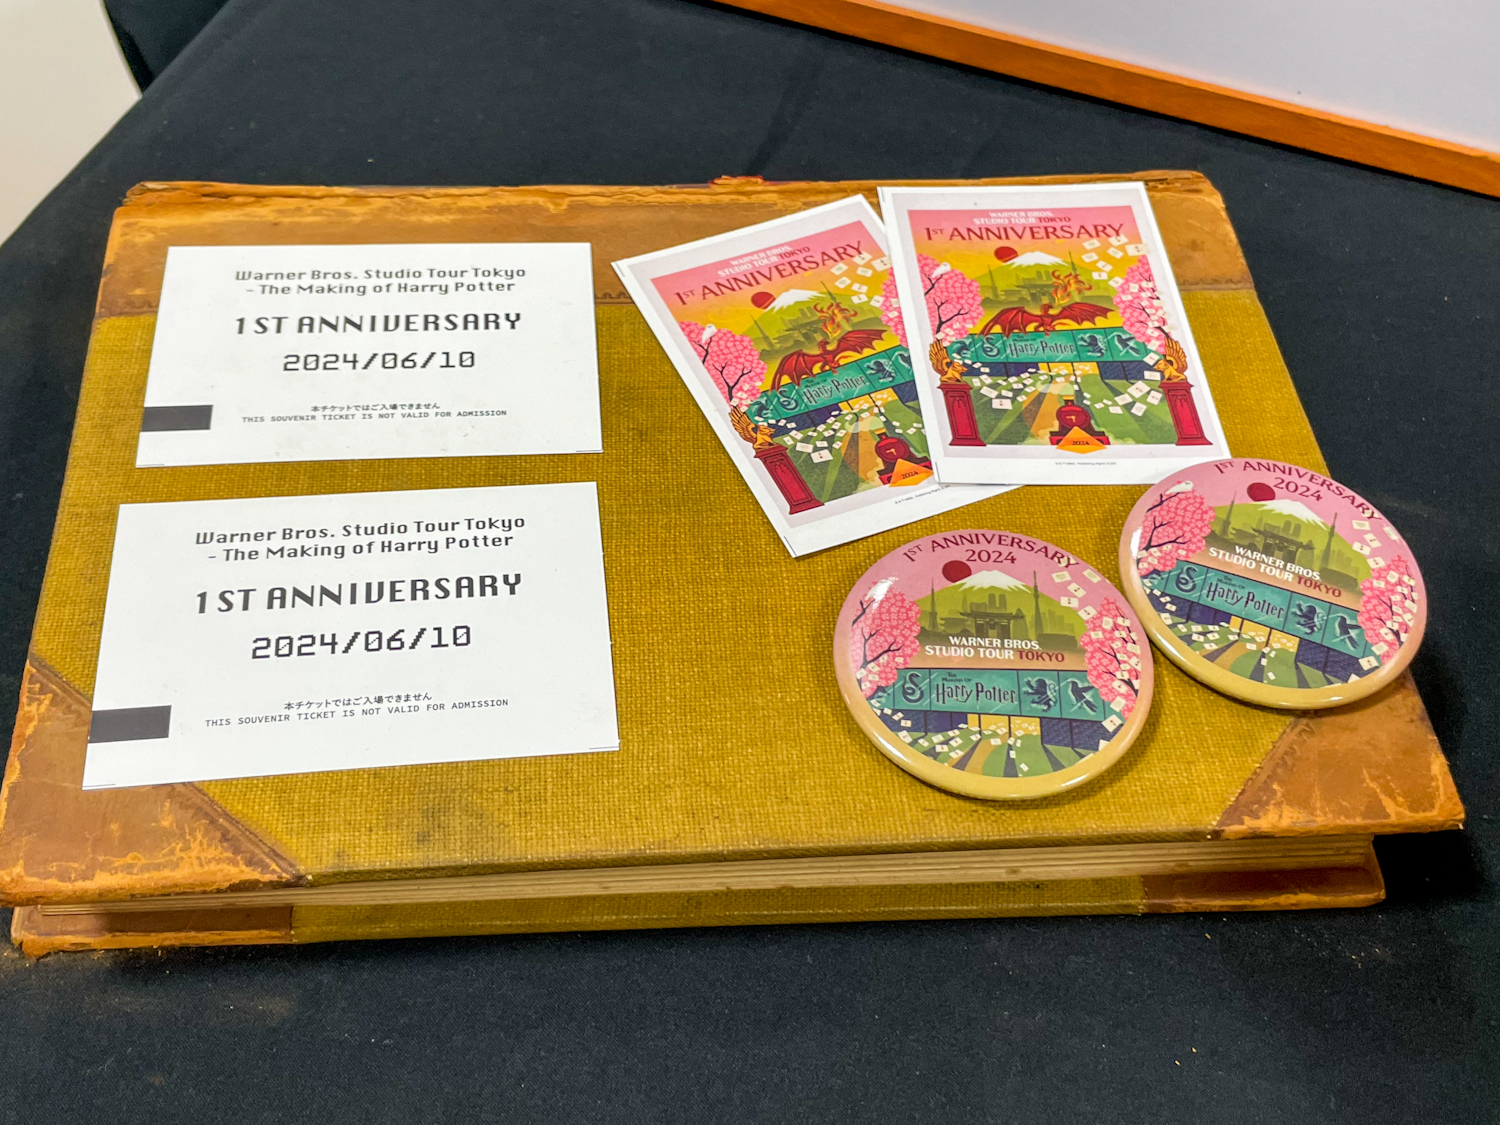 Warner Bros. Studio Tour Tokyo
- The Making of Harry Potter
1ST ANNIVERSARY
2024/06/10
本チケットではご入場できません
THIS SOUVENIR TICKET IS NOT VALID FOR ADMISSION
Warner Bros. Studio Tour Tokyo
- The Making of Harry Potter
1ST ANNIVERSARY
2024/06/10
本チケットではご入場できません
THIS SOUVENIR TICKET IS NOT VALID FOR ADMISSION
WARNER BROS.
STUDIO TOUR TOKYO
1ST ANNIVERSARY
Harry Potter
2024
WARNER BROS.
STUDIO TOUR TOKYO
1ST ANNIVERSARY
Harry Potter
2024
1ST ANNIVERSARY
2024
WARNER BROS.
STUDIO TOUR TOKYO
THE MAKING OF
Harry Potter
1ST ANNIVERSARY
2024
WARNER BROS.
STUDIO TOUR TOKYO
THE MAKING OF
Harry Potter